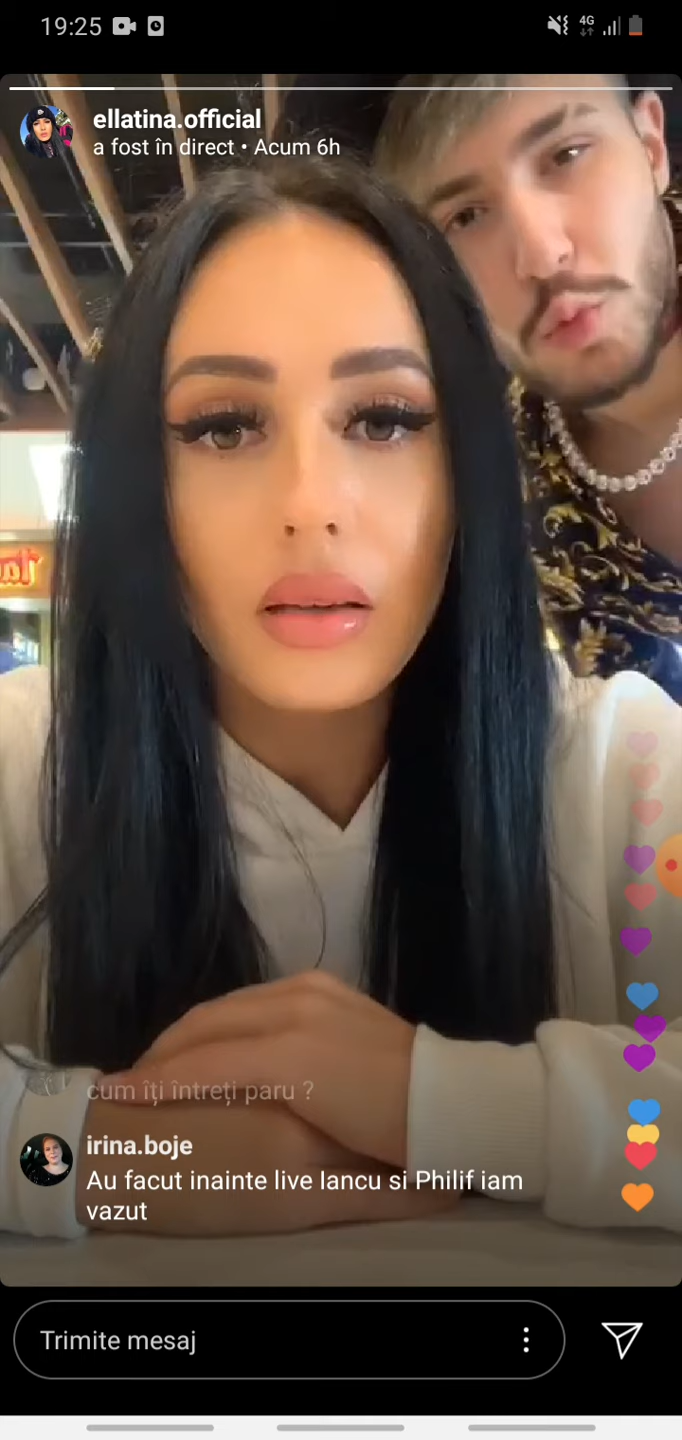 19:25
4G
ellatina.official
a fost în direct • Acum 6h
cum îți întreți paru ?
irina.boje
Au facut inainte live Iancu si Philif iam
vazut
Trimite mesaj